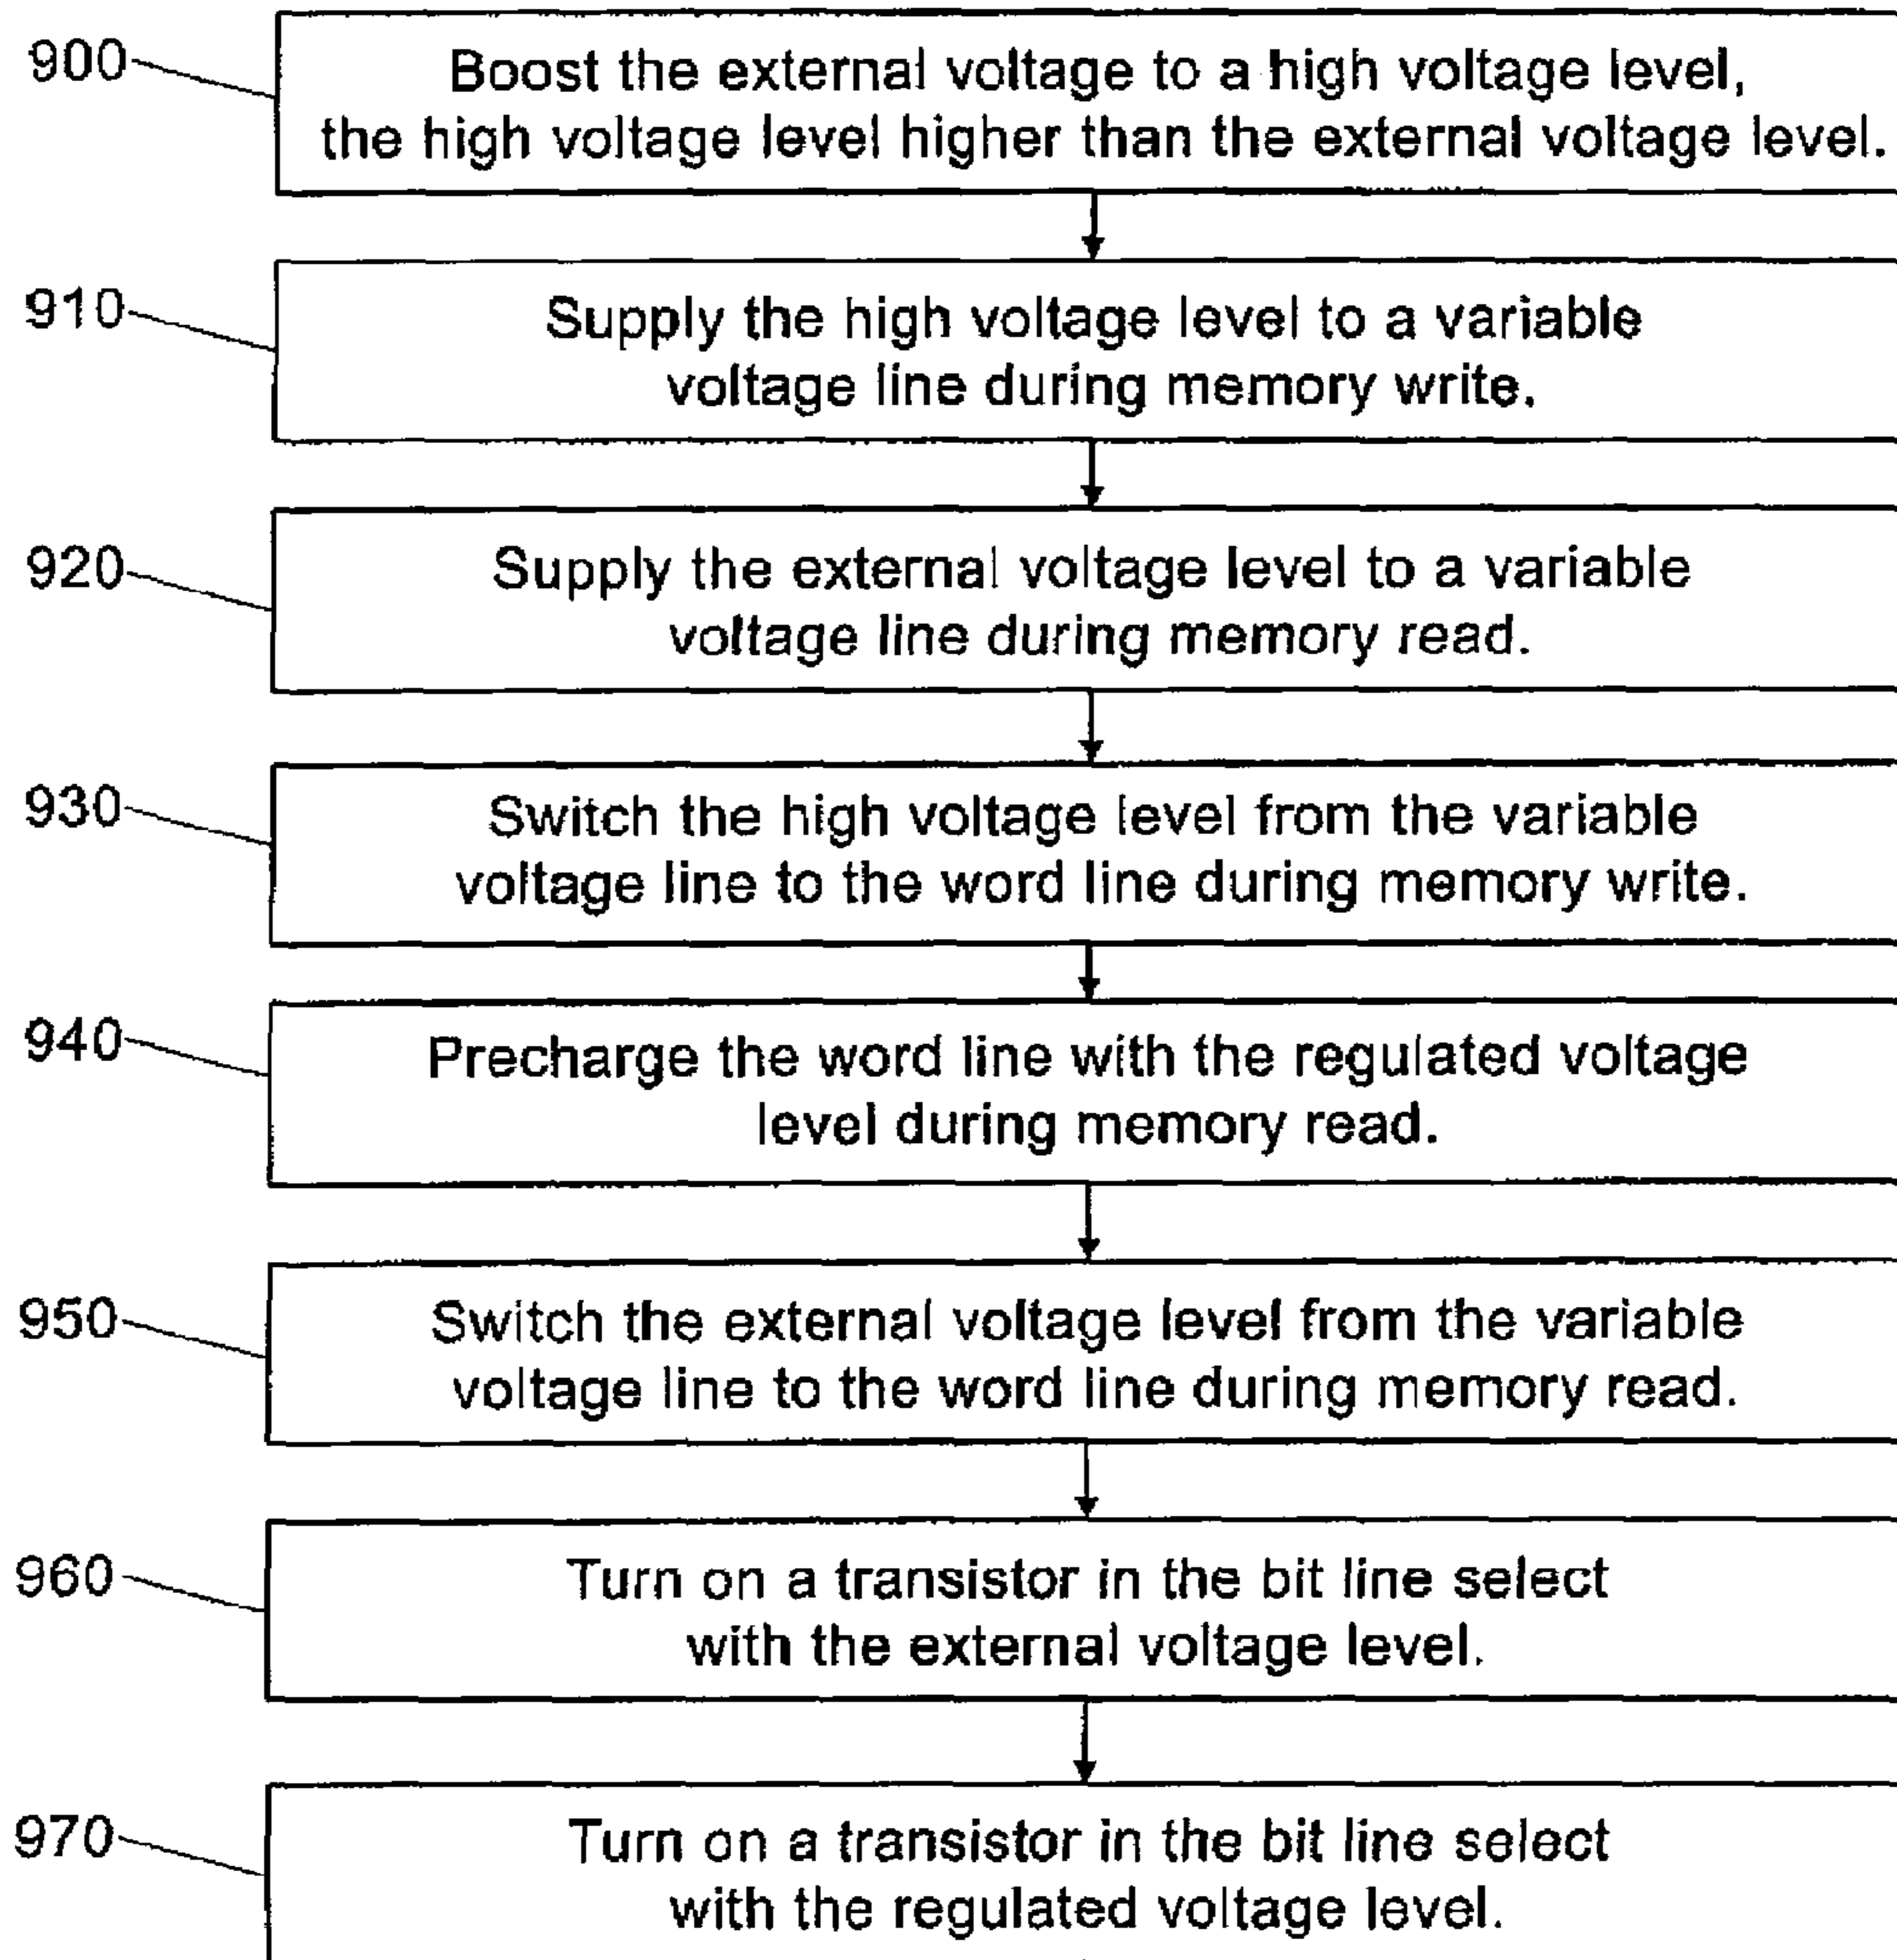 900
Boost the external voltage to a high voltage level,
the high voltage level higher than the external voltage level.
910
Supply the high voltage level to a variable
voltage line during memory write.
920
Supply the external voltage level to a variable
voltage line during memory read.
930
Switch the high voltage level from the variable
voltage line to the word line during memory write.
940
Precharge the word line with the regulated voltage
level during memory read.
950
Switch the external voltage level from the variable
voltage line to the word line during memory read.
960
Turn on a transistor in the bit line select
with the external voltage level.
970
Turn on a transistor in the bit line select
with the regulated voltage level.